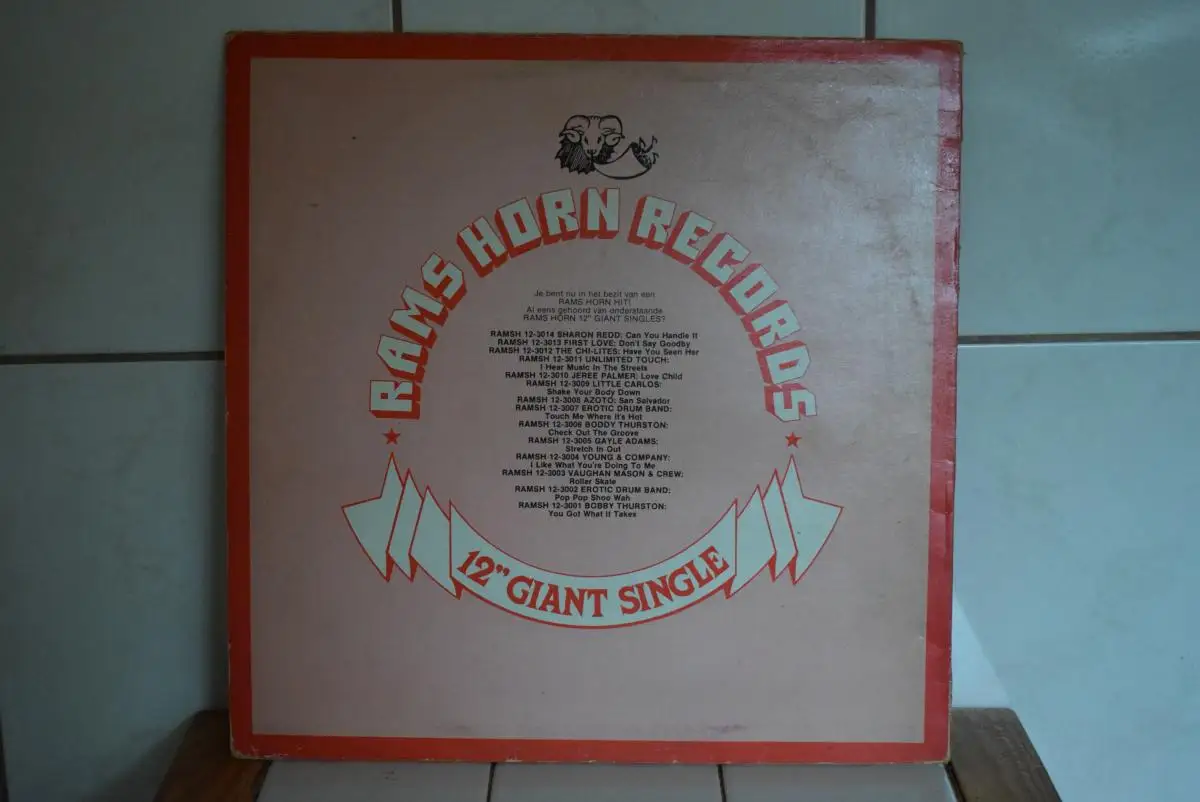 RAMS HORN RECORDS
Je bent nu in het bezit van een
RAMS HORN HIT!
Al eens gehoord van onderstaande
RAMS HORN 12" GIANT SINGLES?
RAMSH 12-3014 SHARON REDD: Can You Handle It
RAMSH 12-3013 FIRST LOVE: Don't Say Goodby
RAMSH 12-3012 THE CHI-LITES: Have You Seen Her
RAMSH 12-3011 UNLIMITED TOUCH:
I Hear Music In The Streets
RAMSH 12-3010 JEREE PALMER: Love Child
RAMSH 12-3009 LITTLE CARLOS:
Shake Your Body Down
RAMSH 12-3008 AZOTO: San Salvador
RAMSH 12-3007 EROTIC DRUM BAND:
Touch Me Where It's Hot
RAMSH 12-3006 BODDY THURSTON:
Check Out The Groove
RAMSH 12-3005 GAYLE ADAMS:
Stretch In Out
RAMSH 12-3004 YOUNG & COMPANY:
I Like What You're Doing To Me
RAMSH 12-3003 VAUGHAN MASON & CREW:
Roller Skate
RAMSH 12-3002 EROTIC DRUM BAND:
Pop Pop Shoo Wah
RAMSH 12-3001 BOBBY THURSTON:
You Got What It Takes
12" GIANT SINGLE